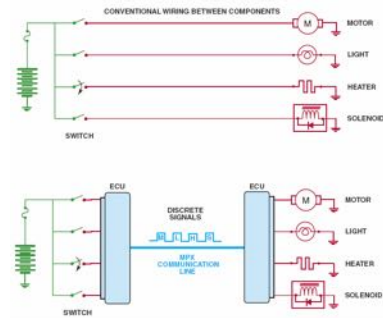 CONVENTIONAL WIRING BETWEEN COMPONENTS
M
MOTOR
LIGHT
HEATER
SOLENOID
SWITCH
ECU
ECU
DISCRETE
SIGNALS
M L H S
MPX
COMMUNICATION
LINE
M
MOTOR
LIGHT
HEATER
SOLENOID
SWITCH